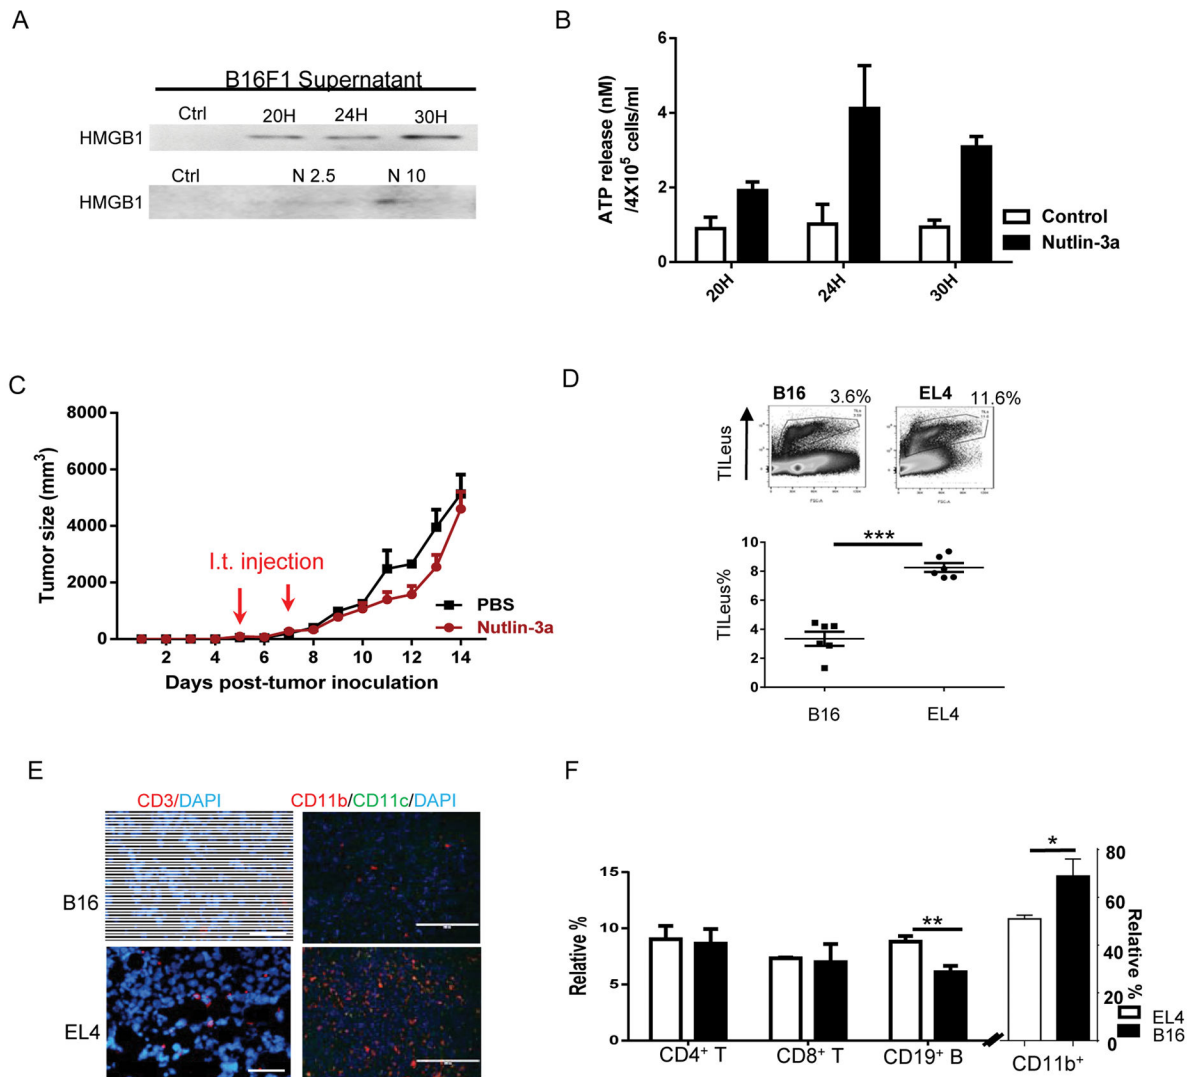 A
B16F1 Supernatant
Ctrl 20H 24H 30H
HMGB1
Ctrl N 2.5 N 10
HMGB1
B
6
4
2
0
ATP release (nM)
/4X10⁵ cells/ml
20H 24H 30H
Control
Nutlin-3a
C
8000
6000
4000
2000
0
Tumor size (mm³)
I.t. injection
PBS
Nutlin-3a
2 4 6 8 10 12 14
Days post-tumor inoculation
D
B16 3.6% EL4 11.6%
TILeus
FSC-A FSC-A
***
10
8
6
4
2
0
TILeus%
B16 EL4
E
CD3/DAPI CD11b/CD11c/DAPI
B16
EL4
F
15
10
5
0
Relative %
**
*
80
60
40
20
0
Relative %
EL4
B16
CD4⁺ T CD8⁺ T CD19⁺ B CD11b⁺